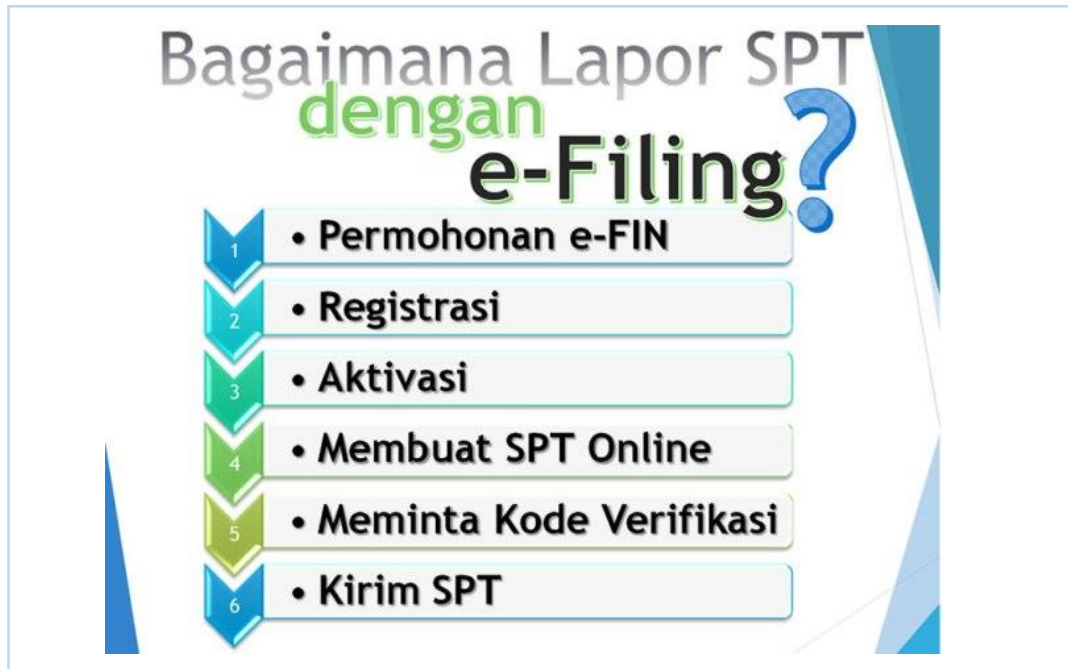 Bagaimana Lapor SPT
dengan
e-Filing?
1 • Permohonan e-FIN
2 • Registrasi
3 • Aktivasi
4 • Membuat SPT Online
5 • Meminta Kode Verifikasi
6 • Kirim SPT